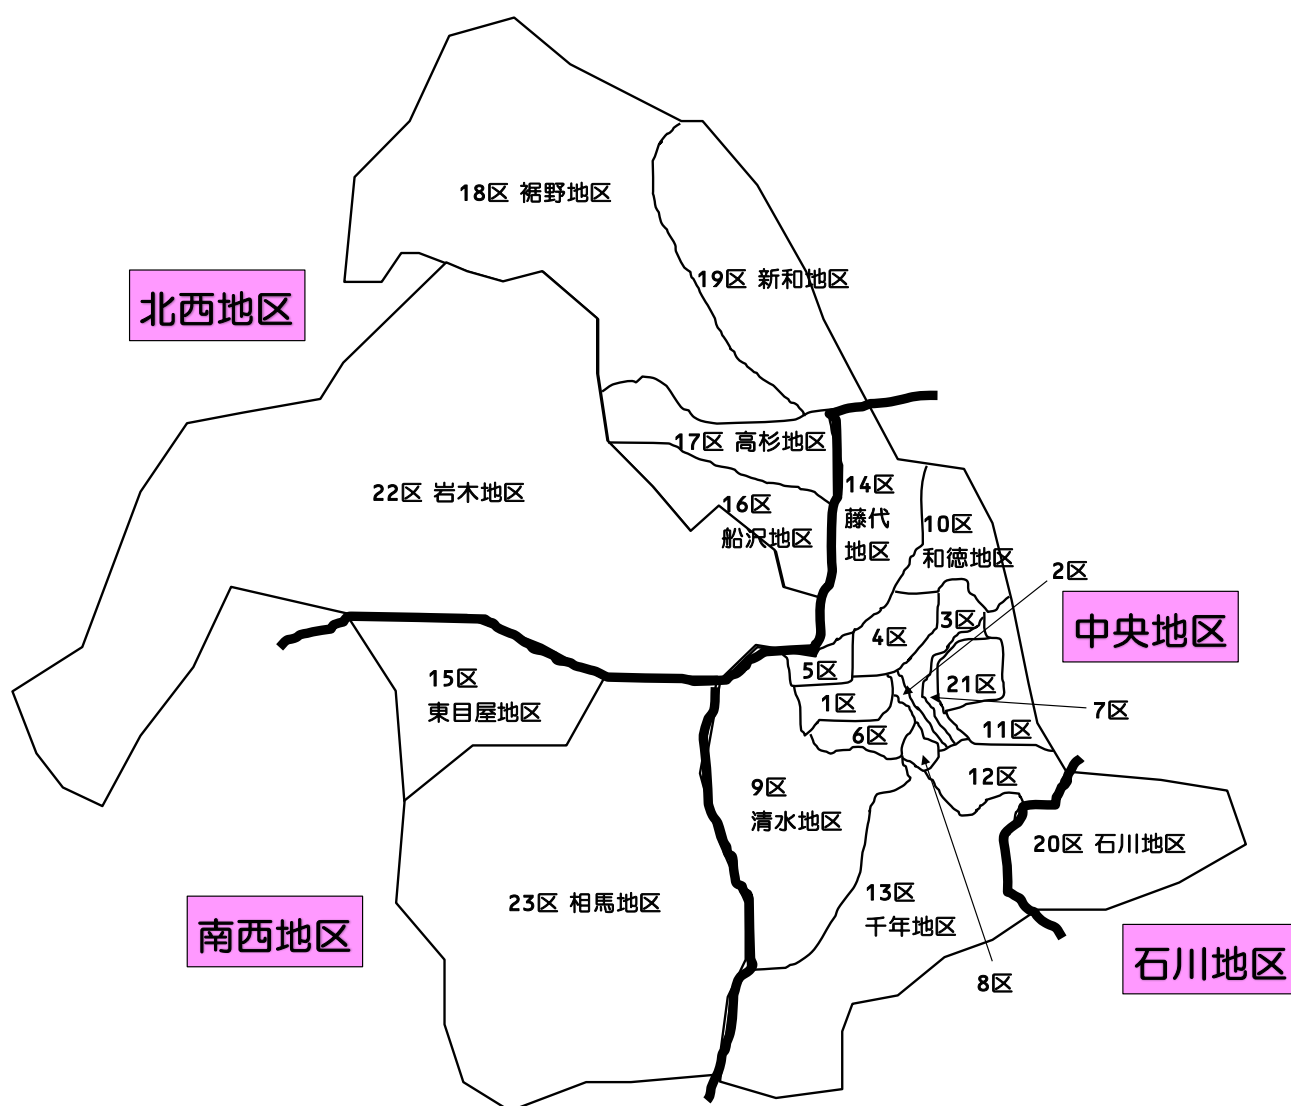 18区 裾野地区
19区 新和地区
北西地区
17区 高杉地区
22区 岩木地区
16区
船沢地区
14区
藤代
地区
10区
和徳地区
2区
中央地区
3区
4区
5区
21区
15区
東目屋地区
1区
7区
6区
11区
12区
9区
清水地区
20区 石川地区
23区 相馬地区
13区
千年地区
南西地区
石川地区
8区